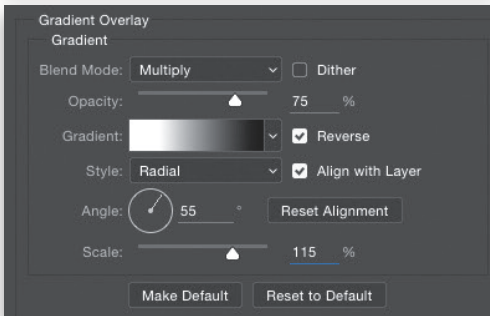 Gradient Overlay
Gradient
Blend Mode: Multiply Dither
Opacity: 75 %
Gradient: Reverse
Style: Radial Align with Layer
Angle: 55 ° Reset Alignment
Scale: 115 %
Make Default Reset to Default